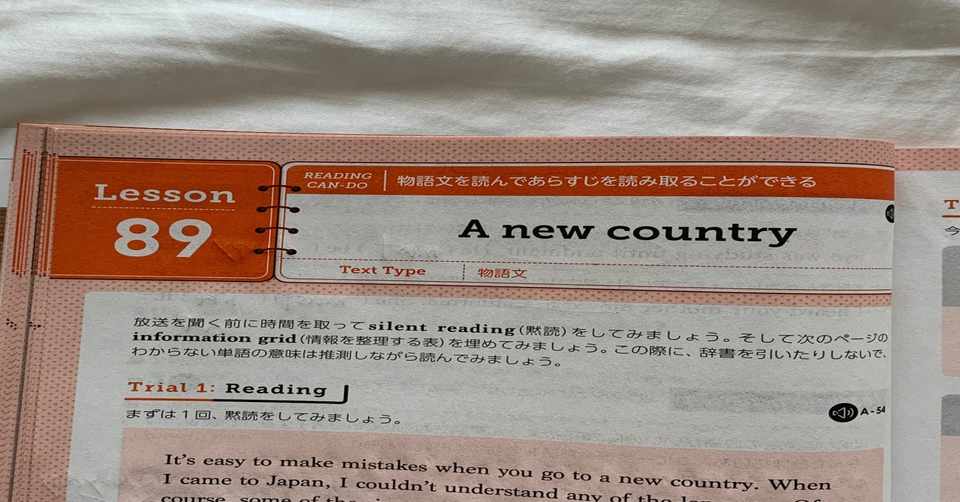 Lesson
89
READING
CAN-DO
物語文を読んであらすじを読み取ることができる
A new country
Text Type
物語文
放送を聞く前に時間を取ってsilent reading(黙読)をしてみましょう。そして次のページの
information grid(情報を整理する表)を埋めてみましょう。この際に、辞書を引いたりしないで、
わからない単語の意味は推測しながら読んでみましょう。
Trial 1: Reading
まずは1回、黙読をしてみましょう。
A-54
It's easy to make mistakes when you go to a new country. When
I came to Japan, I couldn't understand any of the
course, some of the
T
今